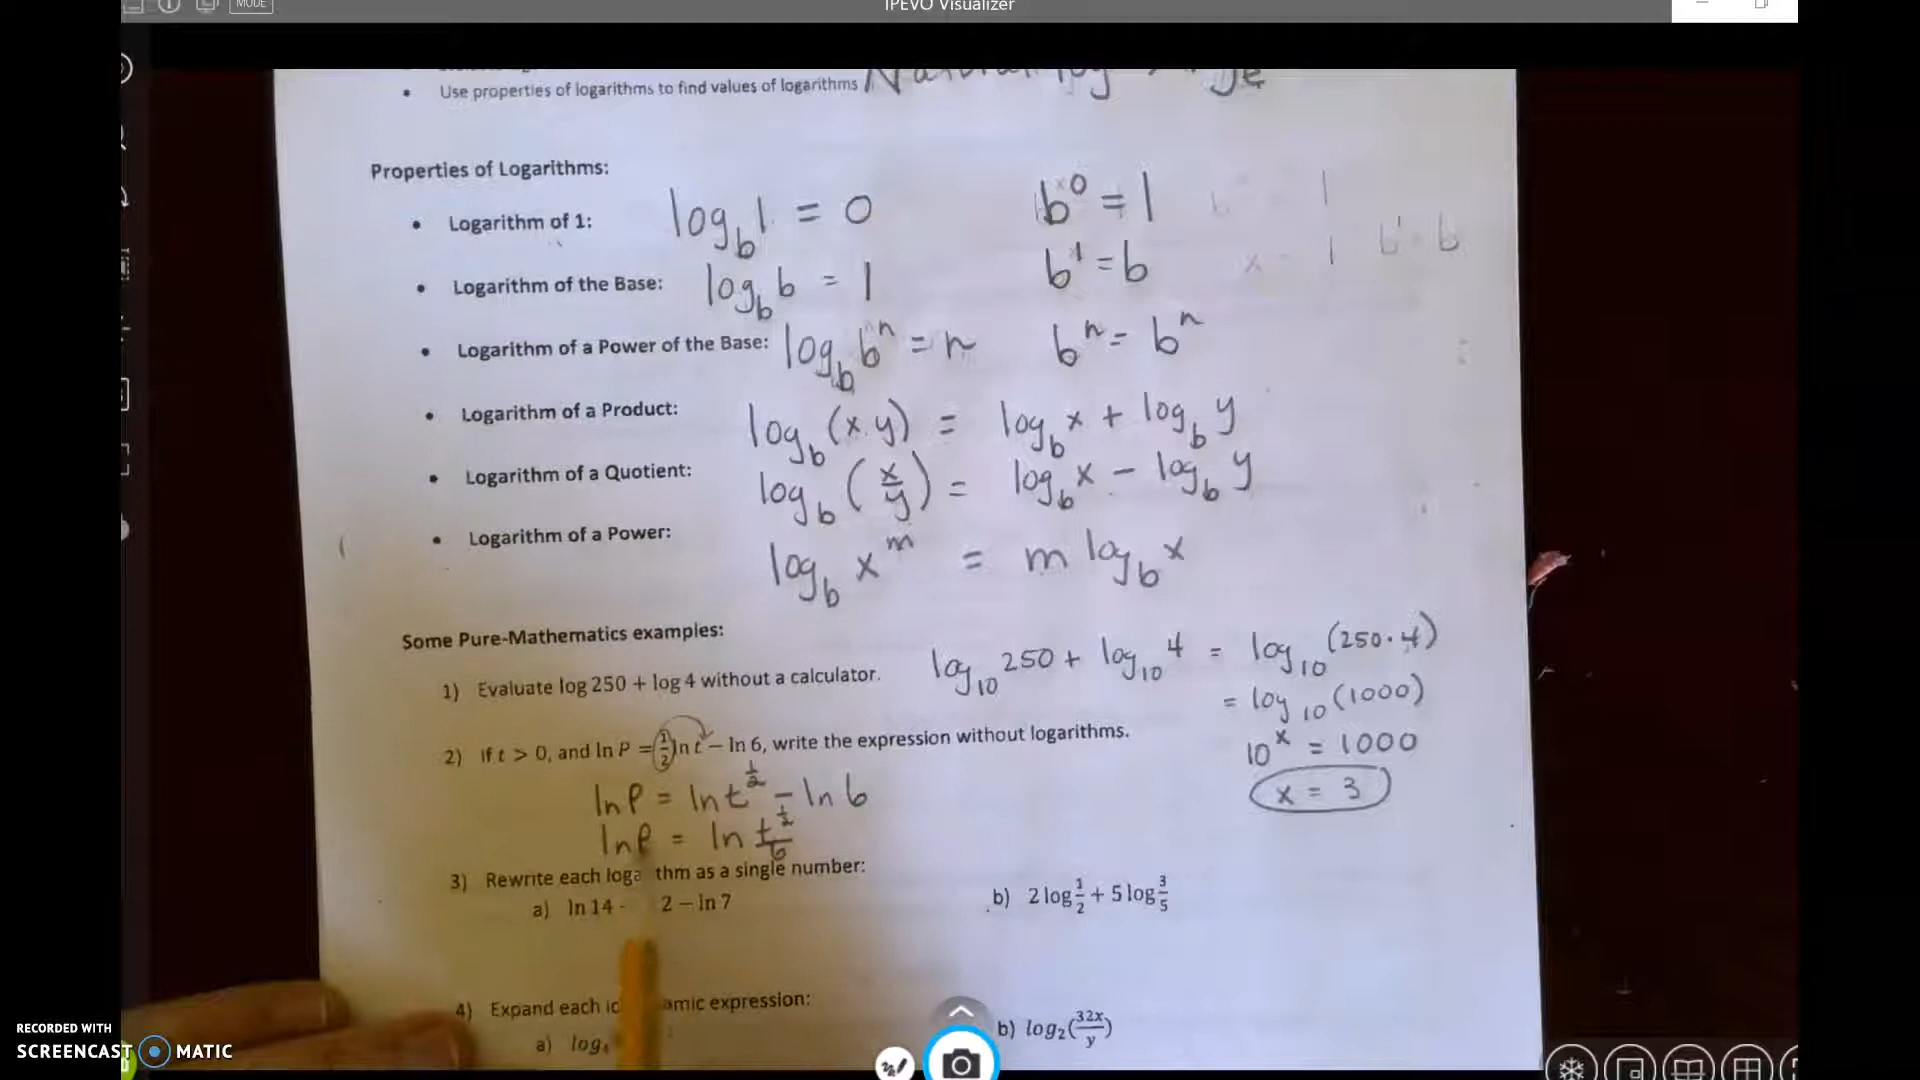 MODE
IPEVO Visualizer
• Use properties of logarithms to find values of logarithms
Properties of Logarithms:
• Logarithm of 1: log_b 1 = 0 b^0 = 1
• Logarithm of the Base: log_b b = 1 b^1 = b
• Logarithm of a Power of the Base: log_b b^n = n b^n = b^n
• Logarithm of a Product: log_b (x y) = log_b x + log_b y
• Logarithm of a Quotient: log_b (x/y) = log_b x - log_b y
• Logarithm of a Power: log_b x^m = m log_b x
Some Pure-Mathematics examples:
1) Evaluate log 250 + log 4 without a calculator. log_10 250 + log_10 4 = log_10 (250 · 4)
= log_10 (1000)
10^x = 1000
x = 3
2) If t > 0, and ln P = 1/2 ln t − ln 6, write the expression without logarithms.
ln P = ln t^1/2 - ln 6
ln P = ln t^1/2/6
3) Rewrite each loga thm as a single number:
a) ln 14 - 2 − ln 7
b) 2 log 1/2 + 5 log 3/5
4) Expand each amic expression:
a) log
b) log_2(32x/y)
RECORDED WITH
SCREENCAST MATIC